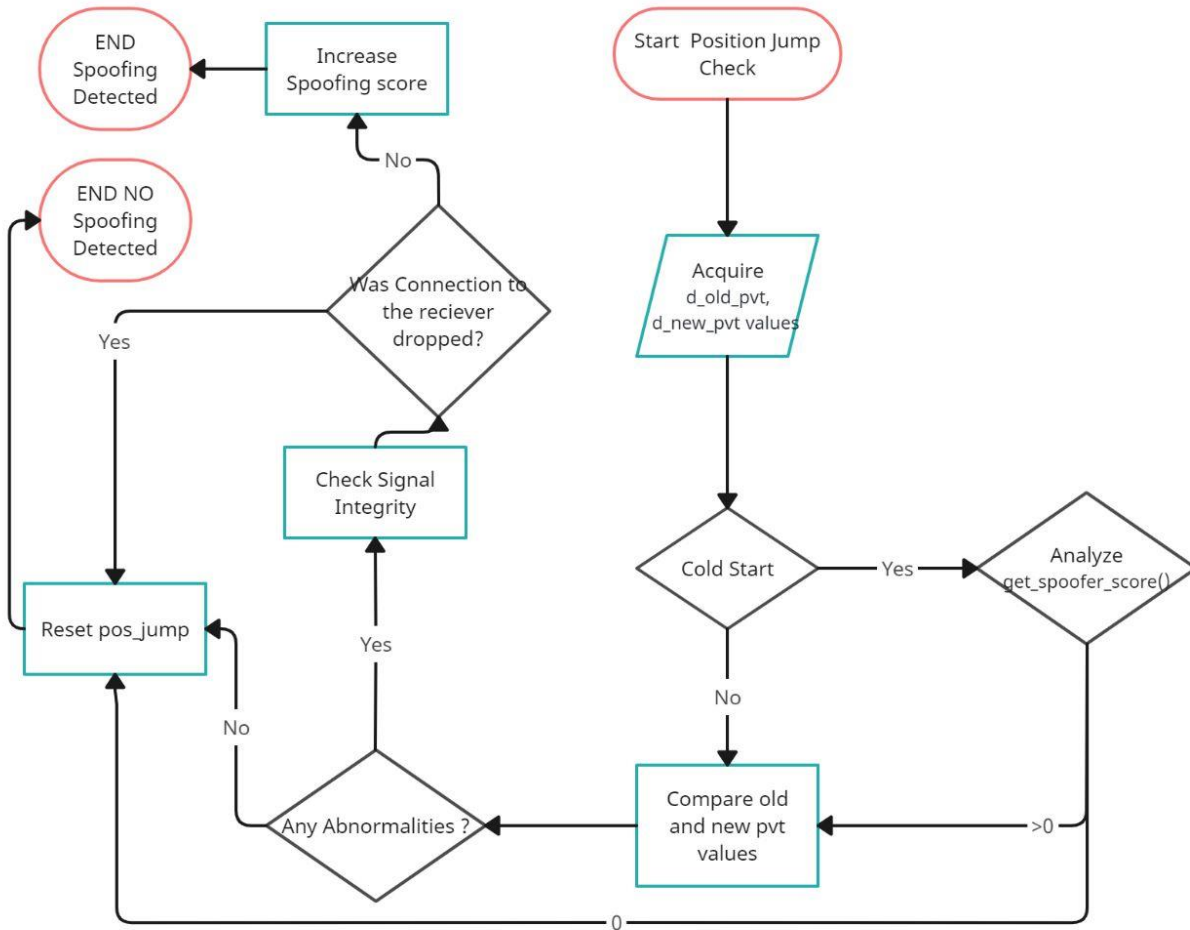 END
Spoofing
Detected
Increase
Spoofing score
Start  Position Jump
Check
No
END NO
Spoofing
Detected
Acquire
d_old_pvt,
d_new_pvt values
Was Connection to
the reciever
dropped?
Yes
Check Signal
Integrity
Cold Start
Yes
Analyze
get_spoofer_score()
Reset pos_jump
Yes
No
No
Any Abnormalities ?
Compare old
and new pvt
values
>0
0